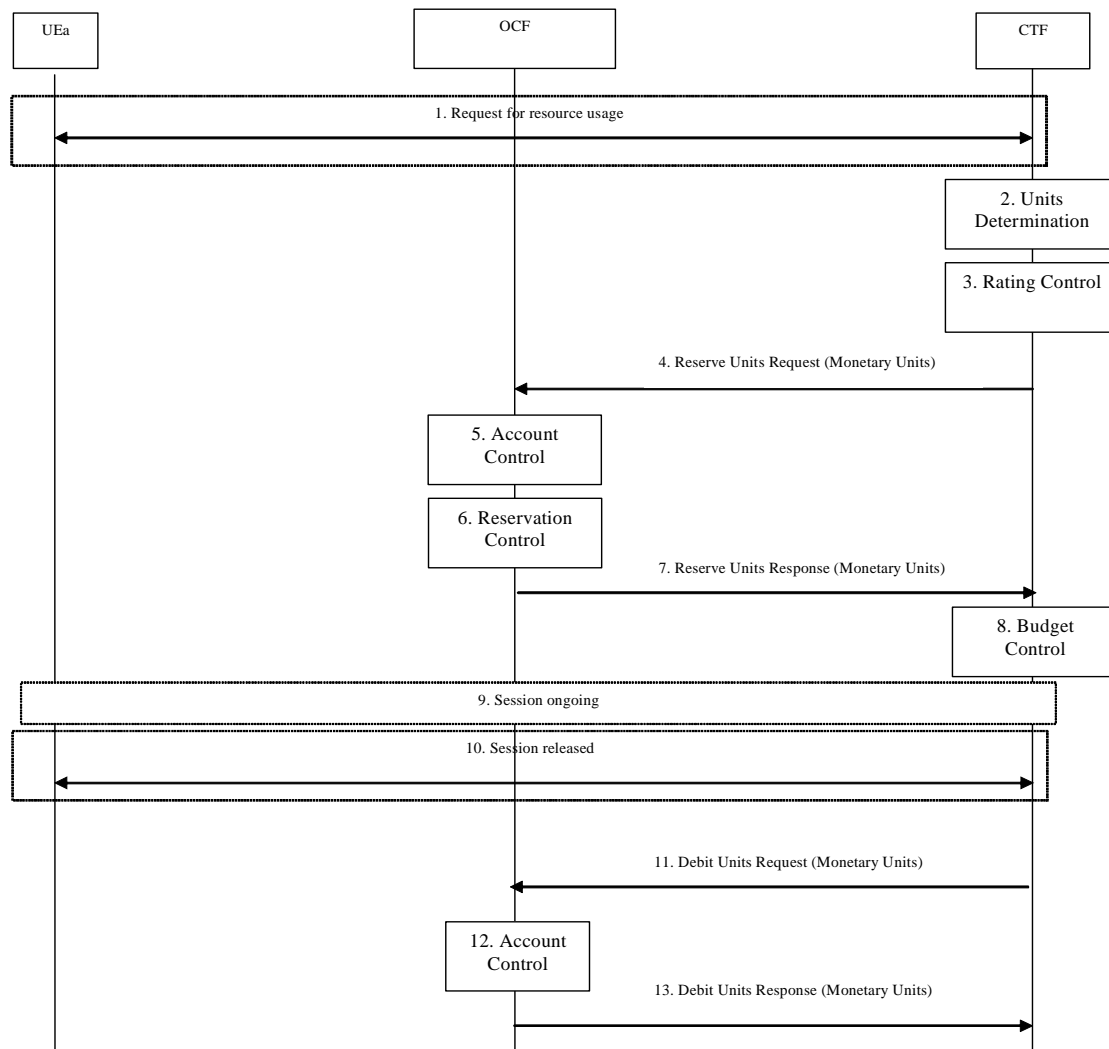 UEa
OCF
CTF
1. Request for resource usage
2. Units
Determination
3. Rating Control
4. Reserve Units Request (Monetary Units)
5. Account
Control
6. Reservation
Control
7. Reserve Units Response (Monetary Units)
8. Budget
Control
9. Session ongoing
10. Session released
11. Debit Units Request (Monetary Units)
12. Account
Control
13. Debit Units Response (Monetary Units)